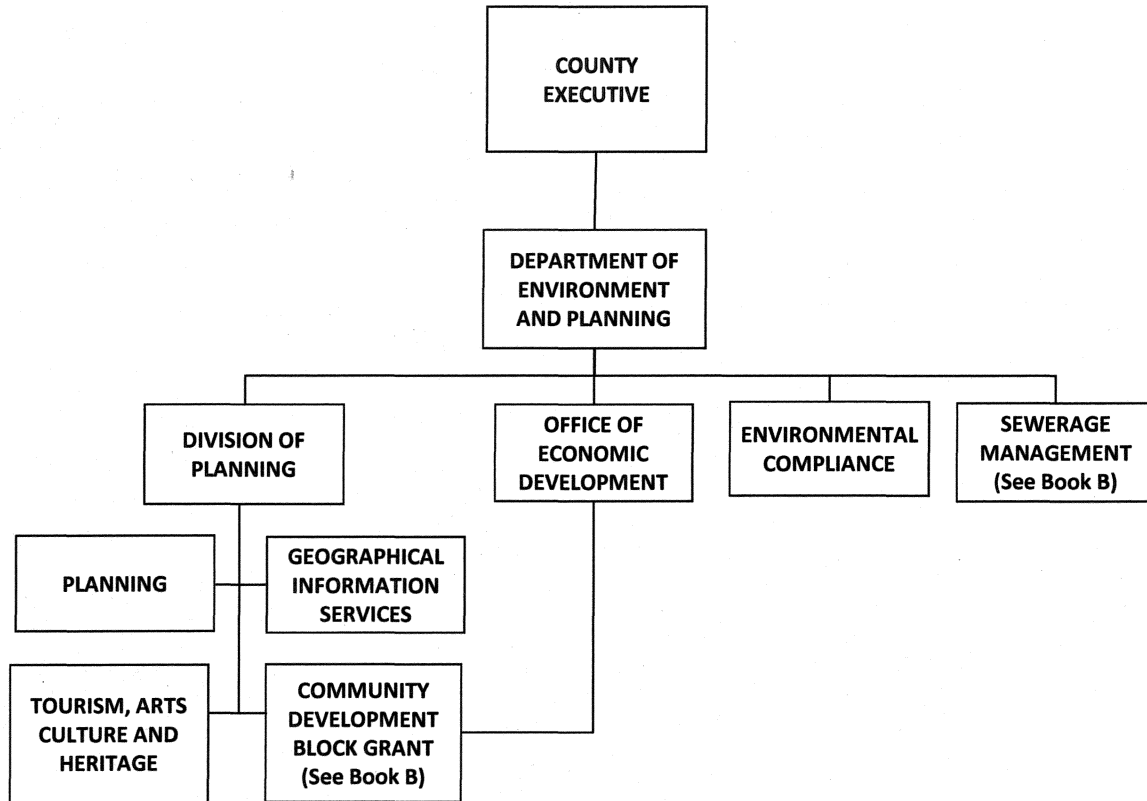 COUNTY
EXECUTIVE
DEPARTMENT OF
ENVIRONMENT
AND PLANNING
DIVISION OF
PLANNING
OFFICE OF
ECONOMIC
DEVELOPMENT
ENVIRONMENTAL
COMPLIANCE
SEWERAGE
MANAGEMENT
(See Book B)
PLANNING
GEOGRAPHICAL
INFORMATION
SERVICES
TOURISM, ARTS
CULTURE AND
HERITAGE
COMMUNITY
DEVELOPMENT
BLOCK GRANT
(See Book B)